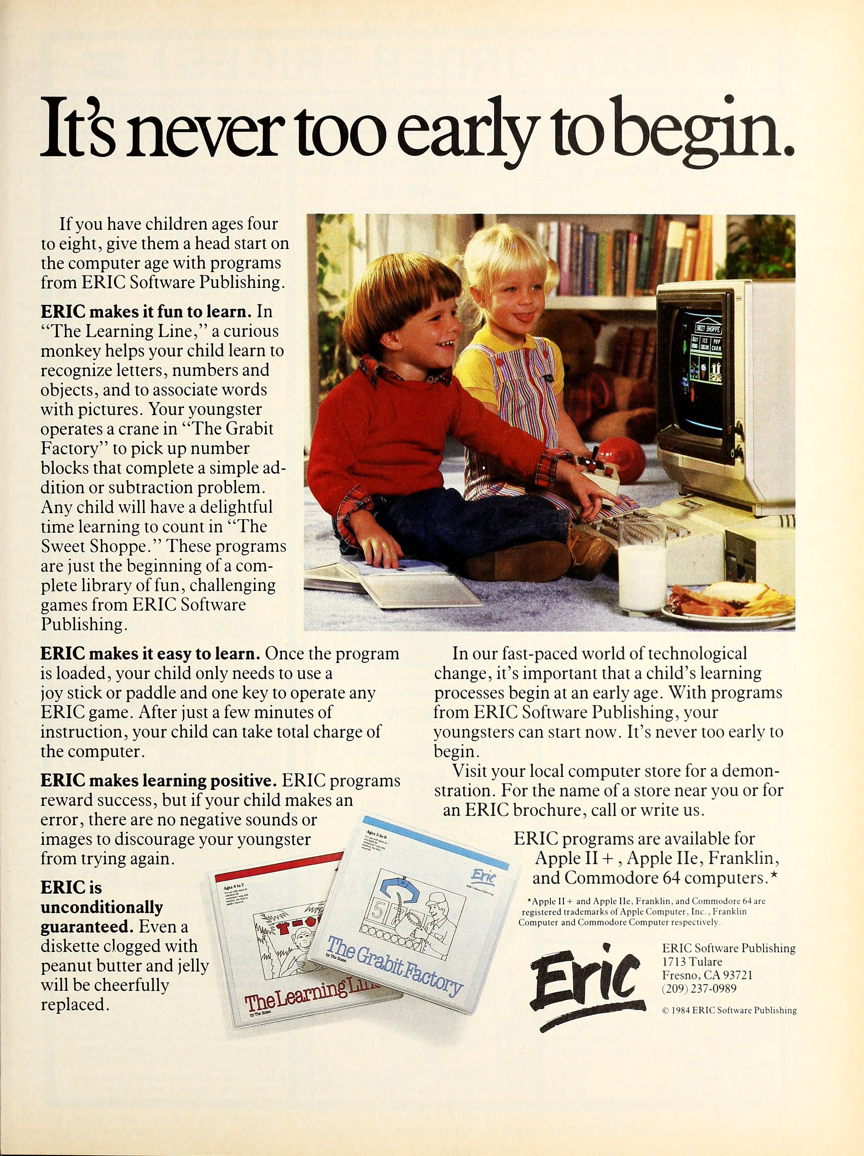 It's never too early to begin.
If you have children ages four
to eight, give them a head start on
the computer age with programs
from ERIC Software Publishing.
ERIC makes it fun to learn. In
“The Learning Line,” a curious
monkey helps your child learn to
recognize letters, numbers and
objects, and to associate words
with pictures. Your youngster
operates a crane in “The Grabit
Factory” to pick up number
blocks that complete a simple ad-
dition or subtraction problem.
Any child will have a delightful
time learning to count in “The
Sweet Shoppe.” These programs
are just the beginning of a com-
plete library of fun, challenging
games from ERIC Software
Publishing.
ERIC makes it easy to learn. Once the program
is loaded, your child only needs to use a
joy stick or paddle and one key to operate any
ERIC game. After just a few minutes of
instruction, your child can take total charge of
the computer.
ERIC makes learning positive. ERIC programs
reward success, but if your child makes an
error, there are no negative sounds or
images to discourage your youngster
from trying again.
ERIC is
unconditionally
guaranteed. Even a
diskette clogged with
peanut butter and jelly
will be cheerfully
replaced.
SWEET SHOPPE
Ages 4 to 7
The Learning Lin
by The Dome
Eric
5
The Grabit Factory
In our fast-paced world of technological
change, it's important that a child's learning
processes begin at an early age. With programs
from ERIC Software Publishing, your
youngsters can start now. It's never too early to
begin.
Visit your local computer store for a demon-
stration. For the name of a store near you or for
an ERIC brochure, call or write us.
ERIC programs are available for
Apple II +, Apple IIe, Franklin,
and Commodore 64 computers.★
*Apple II + and Apple IIe, Franklin, and Commodore 64 are
registered trademarks of Apple Computer, Inc., Franklin
Computer and Commodore Computer respectively.
Eric
ERIC Software Publishing
1713 Tulare
Fresno, CA 93721
(209) 237-0989
© 1984 ERIC Software Publishing